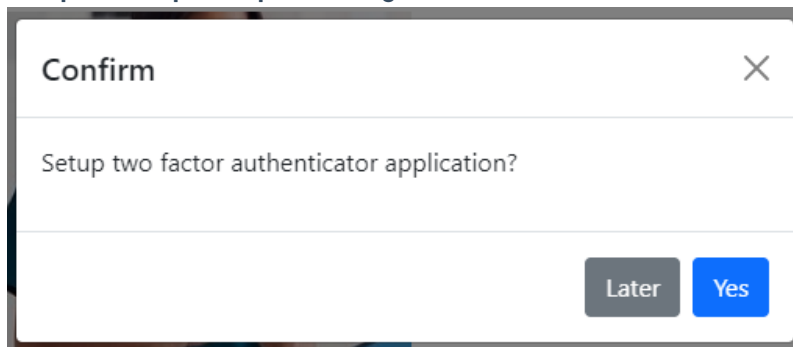 Confirm
Setup two factor authenticator application?
Later
Yes